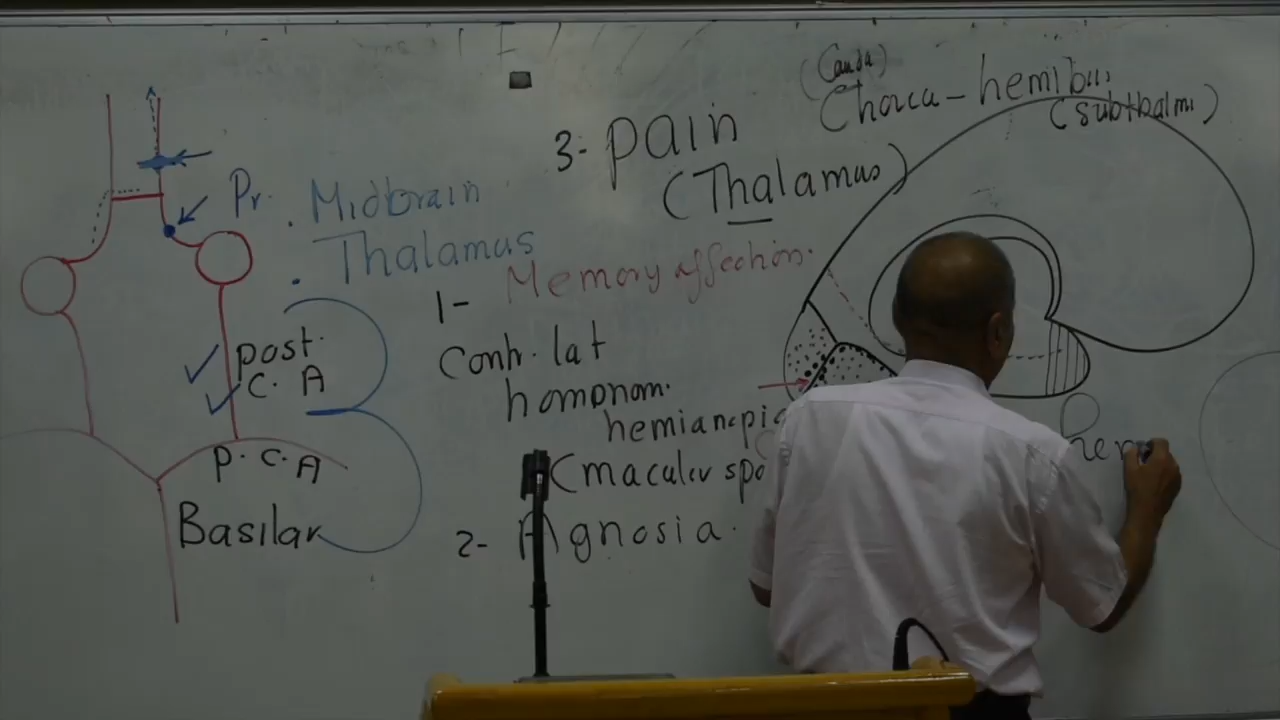 Pr. . Midbrain
. Thalamus
✓ post.
✓ C. A
P. C. A
Basilar
3- Pain
(Thalamus)
Memory affection.
1-
Contr. lat
homonom.
hemianopia
(macular spa
2- Agnosia.
(Cauda)
Chorea-hemib
(subthalmi )